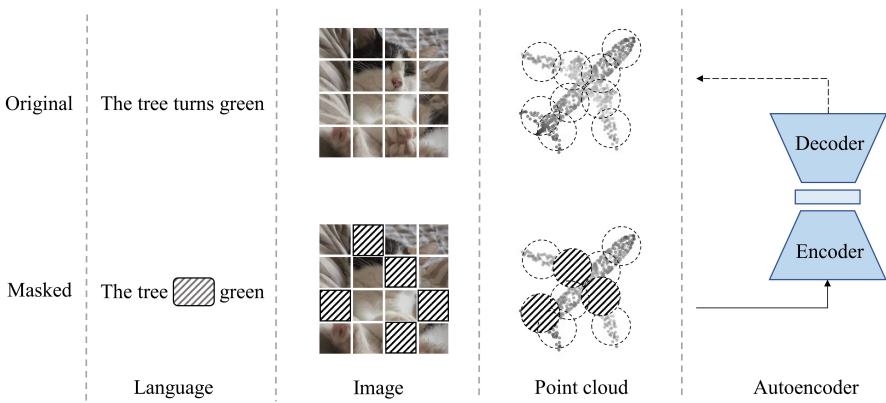 Original
The tree turns green
Decoder
Encoder
Masked
The tree green
Language
Image
Point cloud
Autoencoder